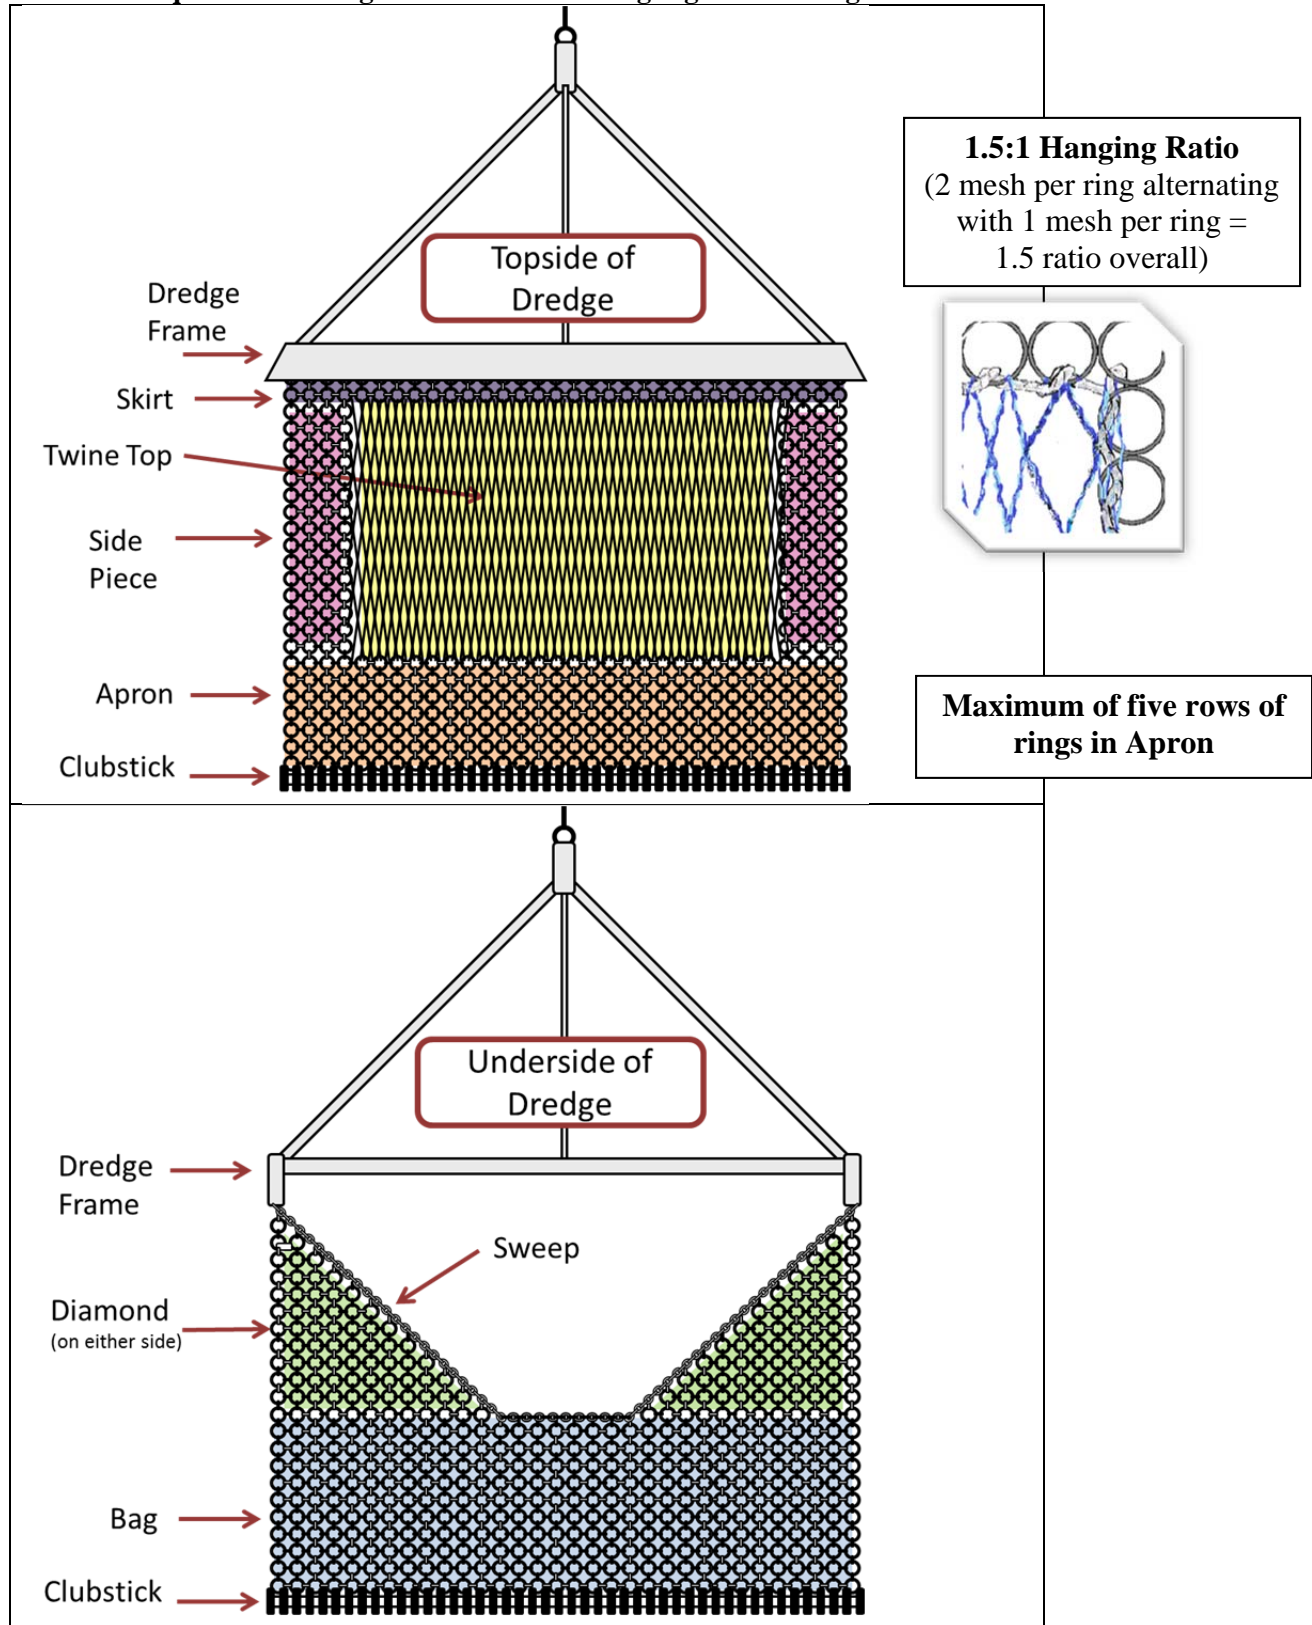 1.5:1 Hanging Ratio
(2 mesh per ring alternating
with 1 mesh per ring =
1.5 ratio overall)
Topside of
Dredge
Dredge
Frame
Skirt
Twine Top
Side
Piece
Apron
Clubstick
Maximum of five rows of
rings in Apron
Underside of
Dredge
Dredge
Frame
Sweep
Diamond
(on either side)
Bag
Clubstick